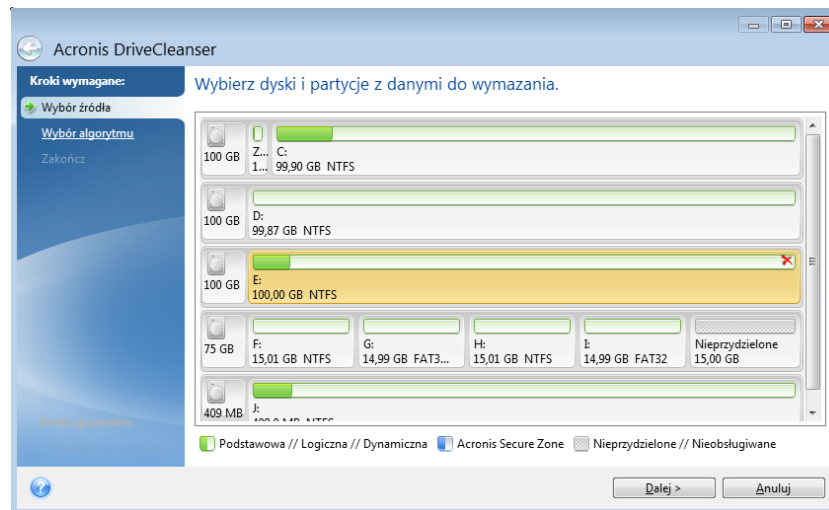 Acronis DriveCleanser
Kroki wymagane:
Wybór źródła
Wybór algorytmu
Zakończ
Wybierz dyski i partycje z danymi do wymazania.
100 GB
Z... C:
1... 99,90 GB NTFS
100 GB
D:
99,87 GB NTFS
100 GB
E:
100,00 GB NTFS
75 GB
F:
15,01 GB NTFS
G:
14,99 GB FAT3...
H:
15,01 GB NTFS
I:
14,99 GB FAT32
Nieprzydzielone
15,00 GB
409 MB
J:
Podstawowa // Logiczna // Dynamiczna
Acronis Secure Zone
Nieprzydzielone // Nieobsługiwane
Dalej >
Anuluj